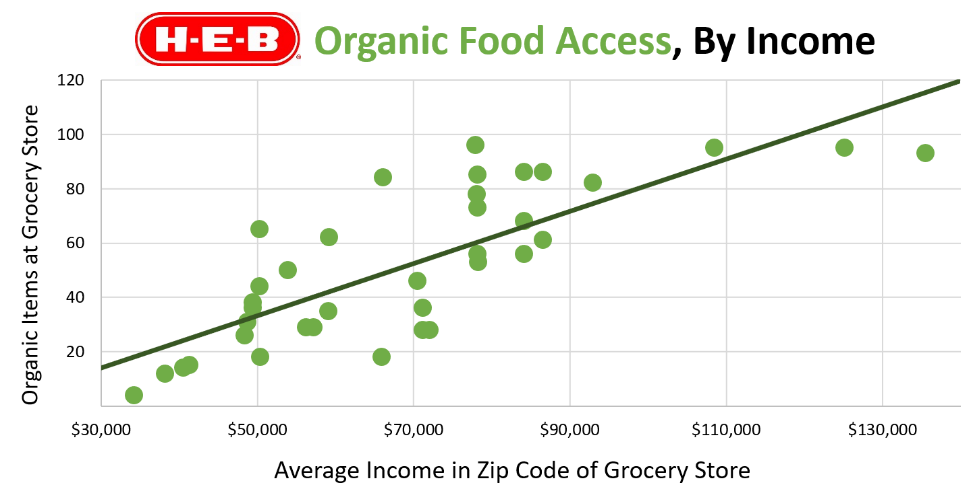 H-E-B Organic Food Access, By Income
Organic Items at Grocery Store
120
100
80
60
40
20
$30,000 $50,000 $70,000 $90,000 $110,000 $130,000
Average Income in Zip Code of Grocery Store